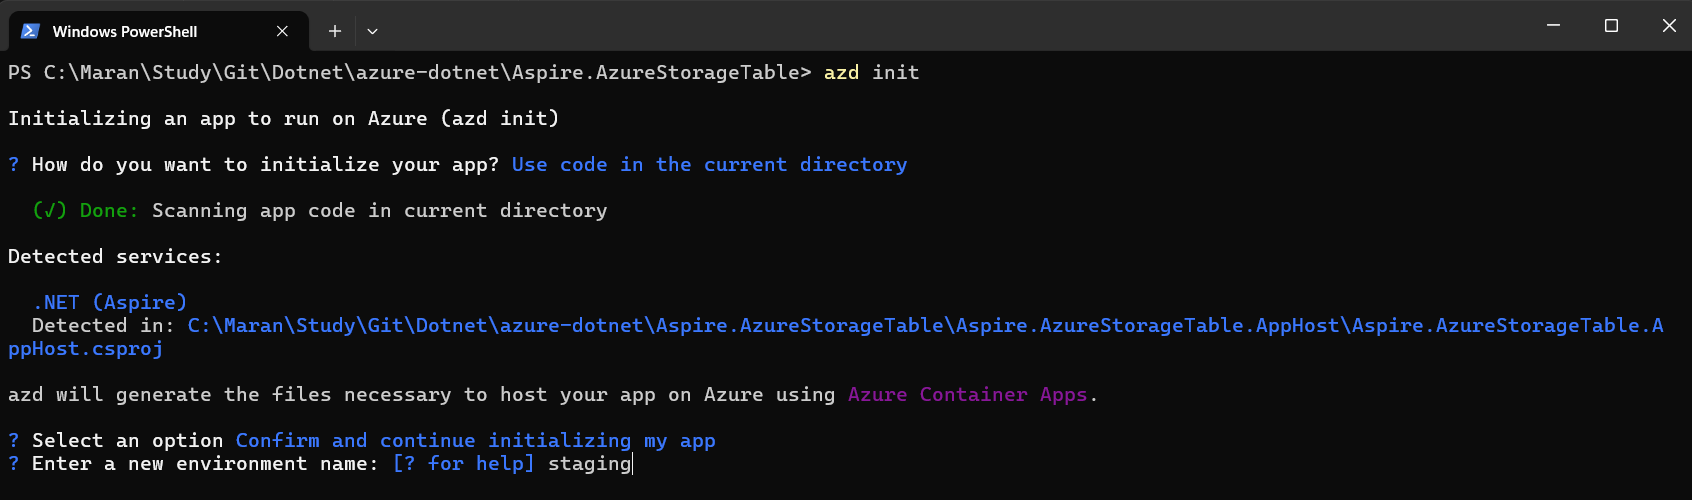 Windows PowerShell
PS C:\Maran\Study\Git\Dotnet\azure-dotnet\Aspire.AzureStorageTable> azd init
Initializing an app to run on Azure (azd init)
? How do you want to initialize your app? Use code in the current directory
(√) Done: Scanning app code in current directory
Detected services:
.NET (Aspire)
Detected in: C:\Maran\Study\Git\Dotnet\azure-dotnet\Aspire.AzureStorageTable\Aspire.AzureStorageTable.AppHost\Aspire.AzureStorageTable.A
ppHost.csproj
azd will generate the files necessary to host your app on Azure using Azure Container Apps.
? Select an option Confirm and continue initializing my app
? Enter a new environment name: [? for help] staging